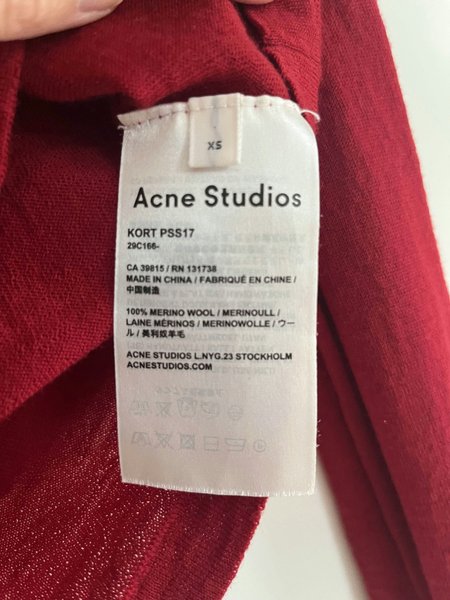 XS
Acne Studios
KORT PSS17
29C166-
CA 39815 / RN 131738
MADE IN CHINA / FABRIQUÉ EN CHINE /
中国制造
100% MERINO WOOL / MERINOULL /
LAINE MÉRINOS / MERINOWOLLE / ウー
ル / 美利奴羊毛
ACNE STUDIOS L.NYG.23 STOCKHOLM
ACNESTUDIOS.COM